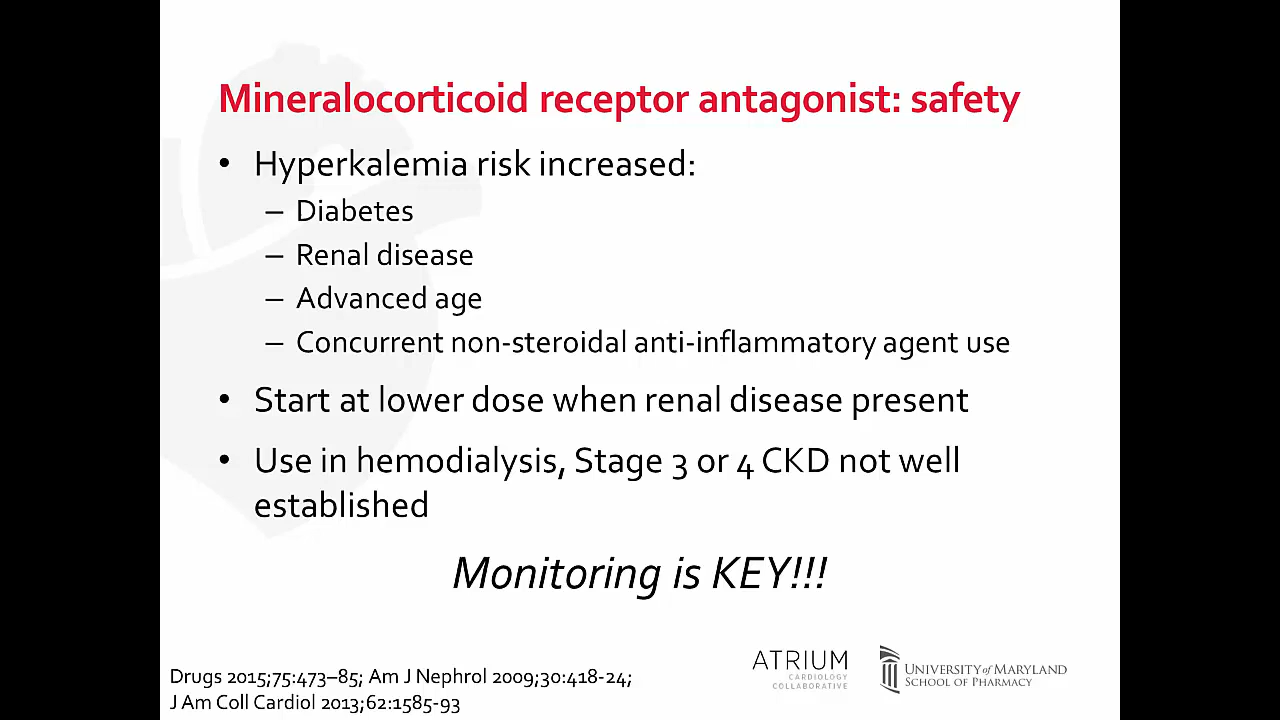 Mineralocorticoid receptor antagonist: safety
• Hyperkalemia risk increased:
– Diabetes
– Renal disease
– Advanced age
– Concurrent non-steroidal anti-inflammatory agent use
• Start at lower dose when renal disease present
• Use in hemodialysis, Stage 3 or 4 CKD not well
established
Monitoring is KEY!!!
Drugs 2015;75:473–85; Am J Nephrol 2009;30:418-24;
J Am Coll Cardiol 2013;62:1585-93
ATRIUM
CARDIOLOGY
COLLABORATIVE
UNIVERSITY of MARYLAND
SCHOOL OF PHARMACY